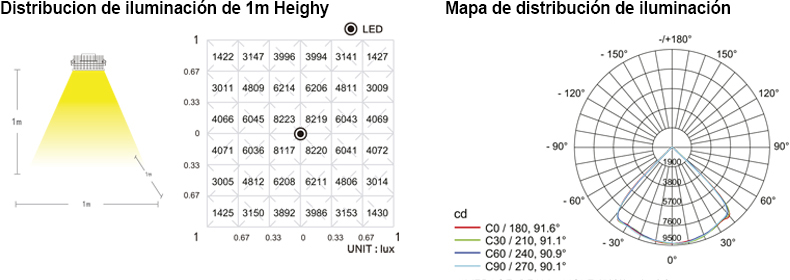 Distribucion de iluminación de 1m Heighy
Mapa de distribución de iluminación
LED
1 1
1422 3147 3996 3994 3141 1427
0.67
3011 4809 6214 6206 4811 3009
0.33
4066 6045 8223 8219 6043 4069
0
4071 6036 8117 8220 6041 4072
0.33
3005 4812 6208 6211 4806 3014
0.67
1425 3150 3892 3986 3153 1430
1 0.67 0.33 0 0.33 0.67 1
UNIT : lux
1m
1m
1m
-/+180°
- 150° 150°
- 120° 120°
- 90° 90°
- 60° 60°
- 30° 30°
0°
1900
3800
5700
7600
9500
cd
C0 / 180, 91.6°
C30 / 210, 91.1°
C60 / 240, 90.9°
C90 / 270, 90.1°